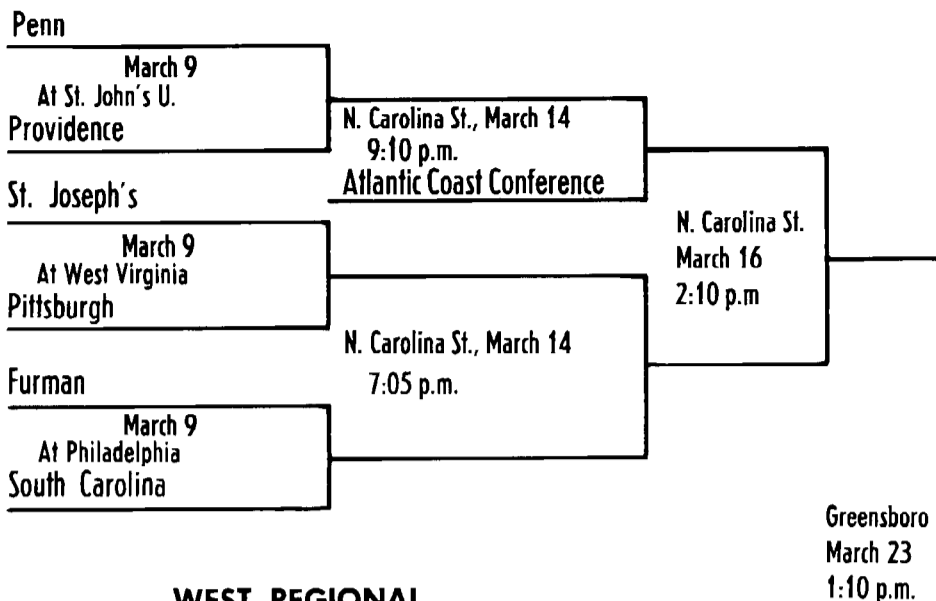 Penn
March 9
At St. John's U.
Providence
St. Joseph's
March 9
At West Virginia
Pittsburgh
Furman
March 9
At Philadelphia
South Carolina
N. Carolina St., March 14
9:10 p.m.
Atlantic Coast Conference
N. Carolina St., March 14
7:05 p.m.
N. Carolina St.
March 16
2:10 p.m
Greensboro
March 23
1:10 p.m.
WEST REGIONAL